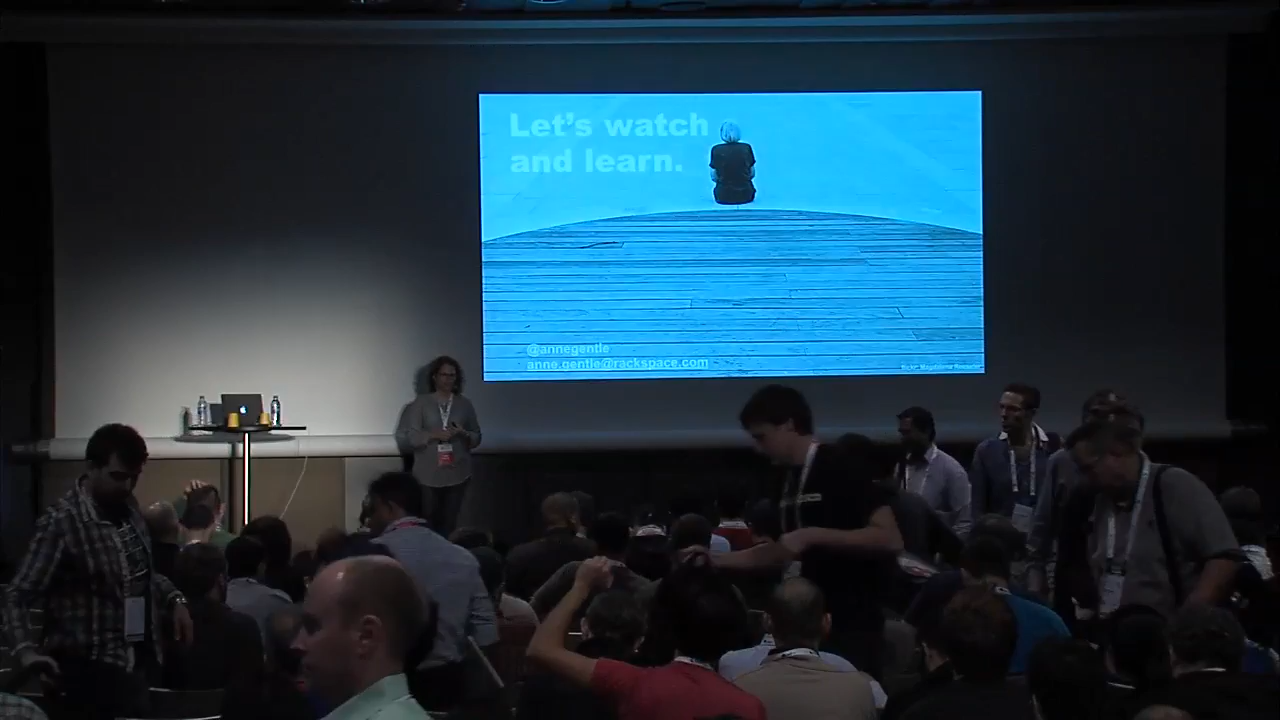 Let's watch
and learn.
@annegentle
anne.gentle@rackspace.com